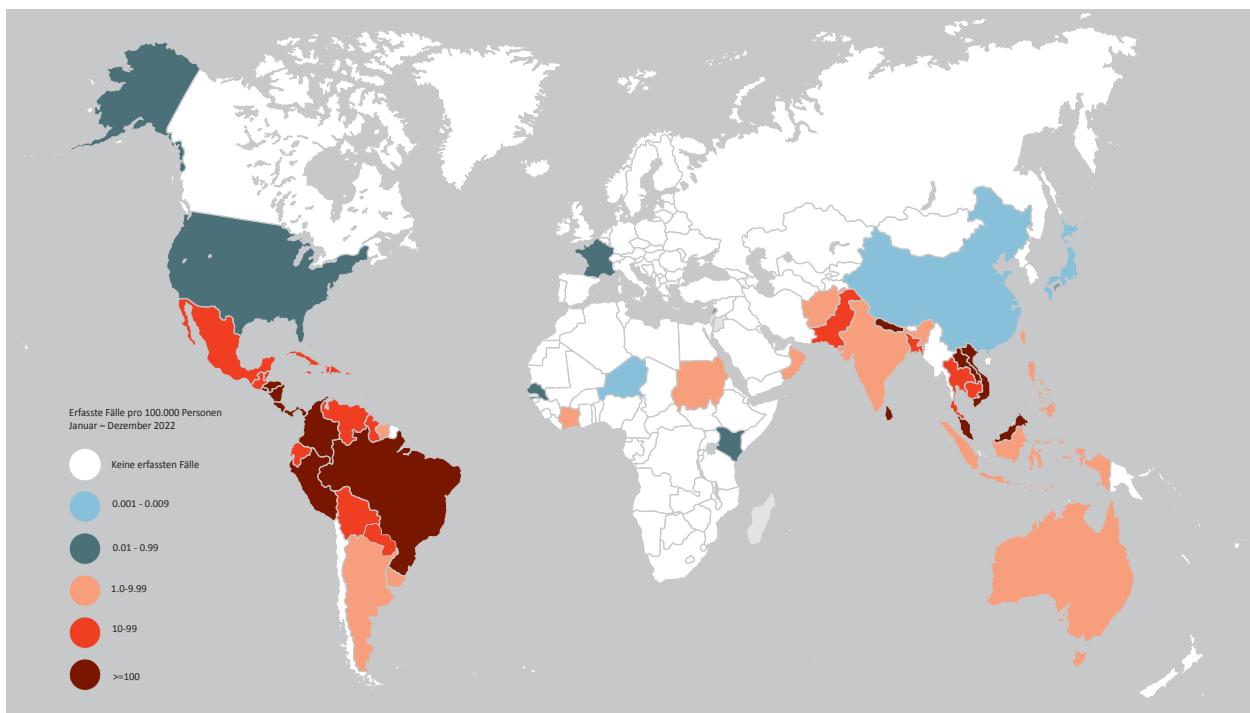 Erfasste Fälle pro 100.000 Personen
Januar – Dezember 2022
Keine erfassten Fälle
0.001 - 0.009
0.01 - 0.99
1.0-9.99
10-99
>=100